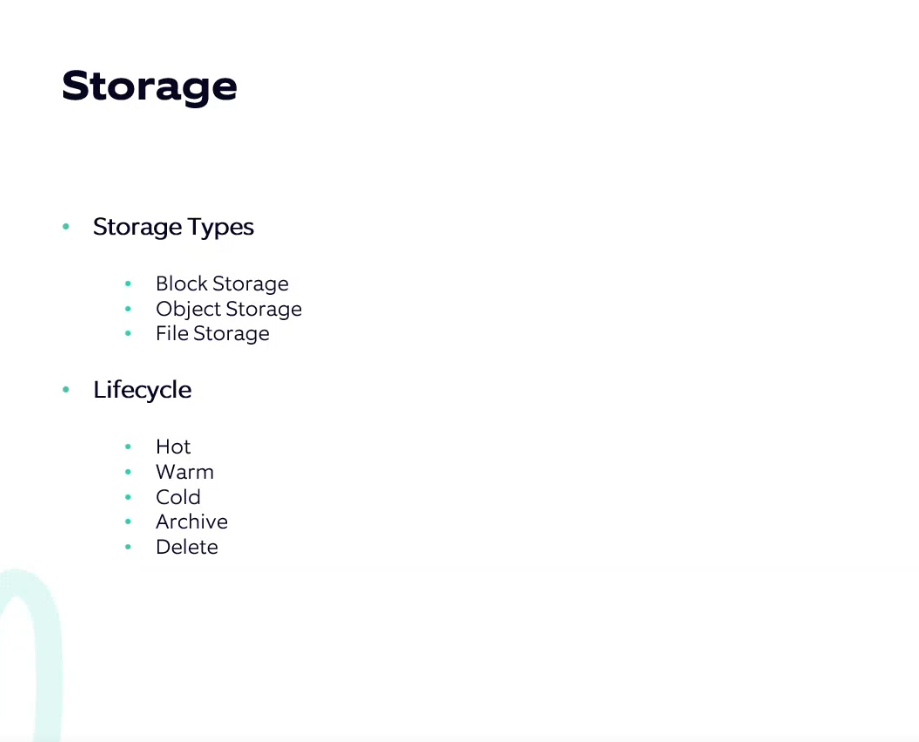 Storage
Storage Types
Block Storage
Object Storage
File Storage
Lifecycle
Hot
Warm
Cold
Archive
Delete